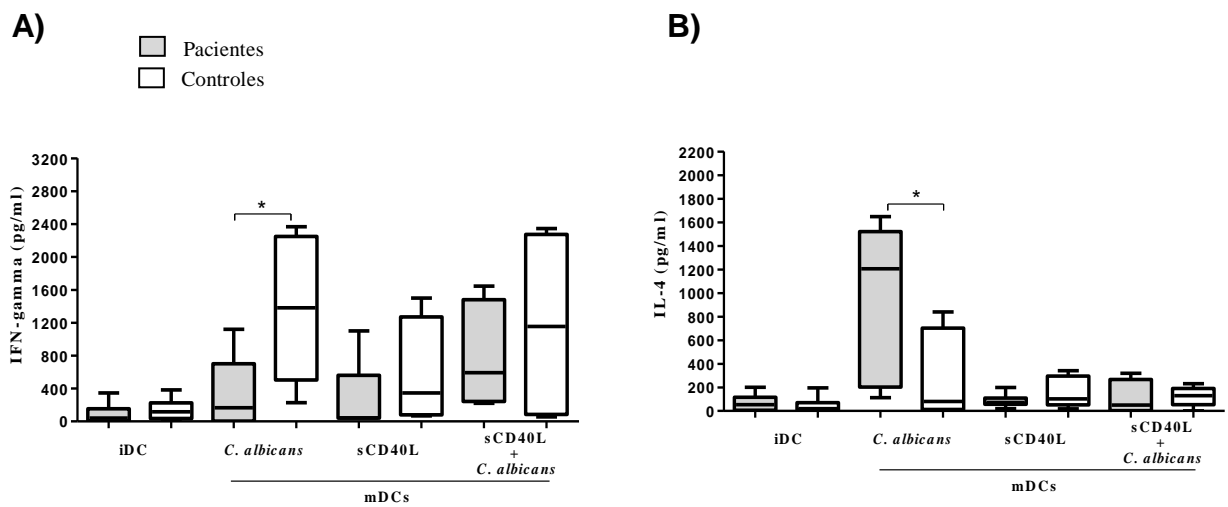 A)
Pacientes
Controles
IFN-gamma (pg/ml)
3200
2800
2400
2000
1600
1200
800
400
0
*
iDC
C. albicans
sCD40L
sCD40L
+
C. albicans
mDCs
B)
IL-4 (pg/ml)
2200
2000
1800
1600
1400
1200
1000
800
600
400
200
0
*
iDC
C. albicans
sCD40L
sCD40L
+
C. albicans
mDCs